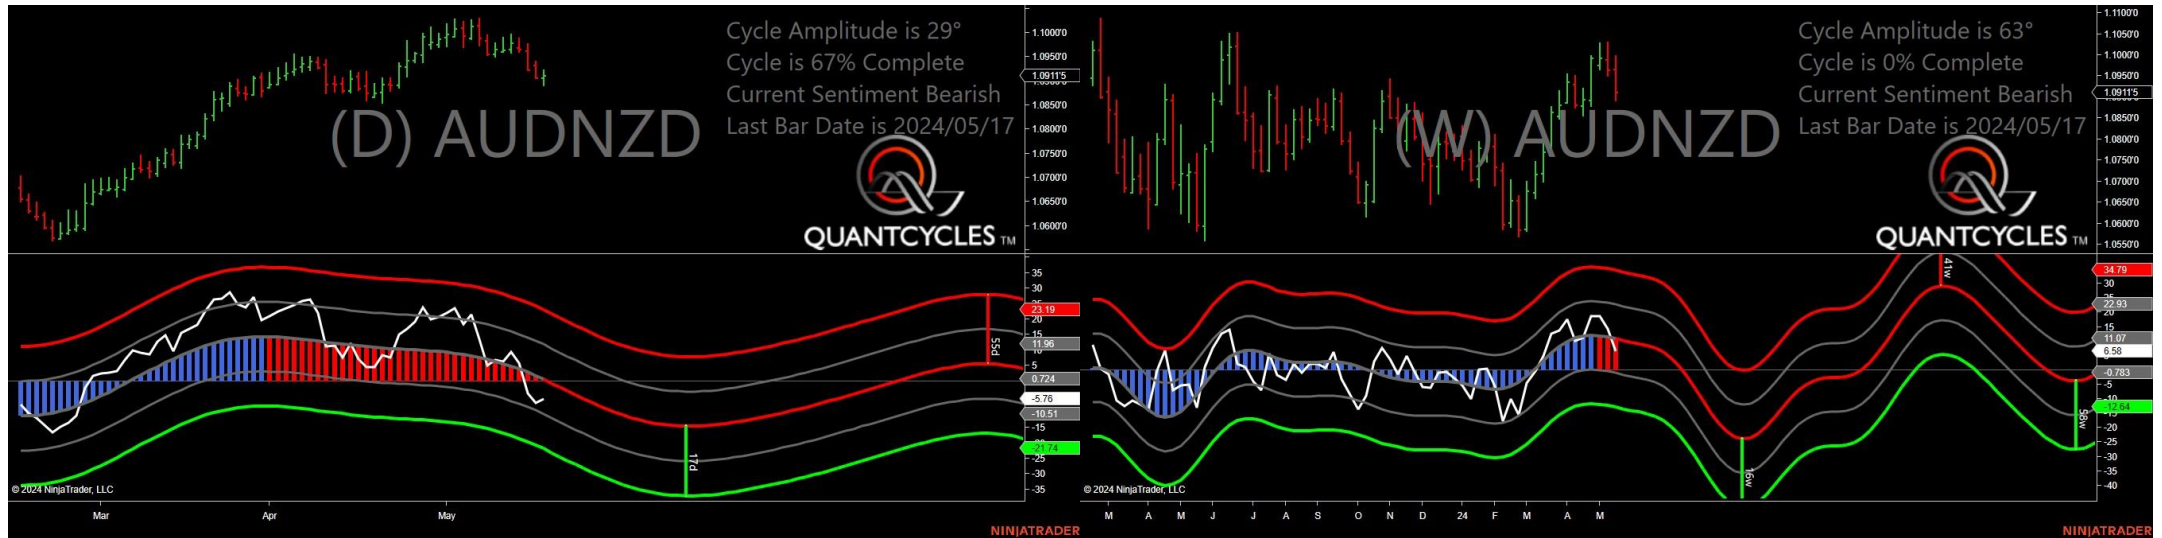 Cycle Amplitude is 29°
Cycle is 67% Complete
Current Sentiment Bearish
Last Bar Date is 2024/05/17
(D) AUDNZD
QUANTCYCLES TM
1.1000'0
1.0950'0
1.0911'5
1.0850'0
1.0800'0
1.0750'0
1.0700'0
1.0650'0
1.0600'0
35
30
23.19
20
15
11.96
5
0.724
-5.76
-10.51
-15
-21.74
-25
-30
-35
55d
17d
© 2024 NinjaTrader, LLC
Mar Apr May
NINJATRADER
Cycle Amplitude is 63°
Cycle is 0% Complete
Current Sentiment Bearish
Last Bar Date is 2024/05/17
(W) AUDNZD
QUANTCYCLES TM
1.1100'0
1.1050'0
1.1000'0
1.0950'0
1.0911'5
1.0850'0
1.0800'0
1.0750'0
1.0700'0
1.0650'0
1.0600'0
1.0550'0
34.79
30
22.93
20
15
11.07
6.58
-0.783
-5
-12.64
-20
-25
-30
-35
-40
41w
16w
© 2024 NinjaTrader, LLC
M A M J J A S O N D 24 F M A M
NINJATRADER